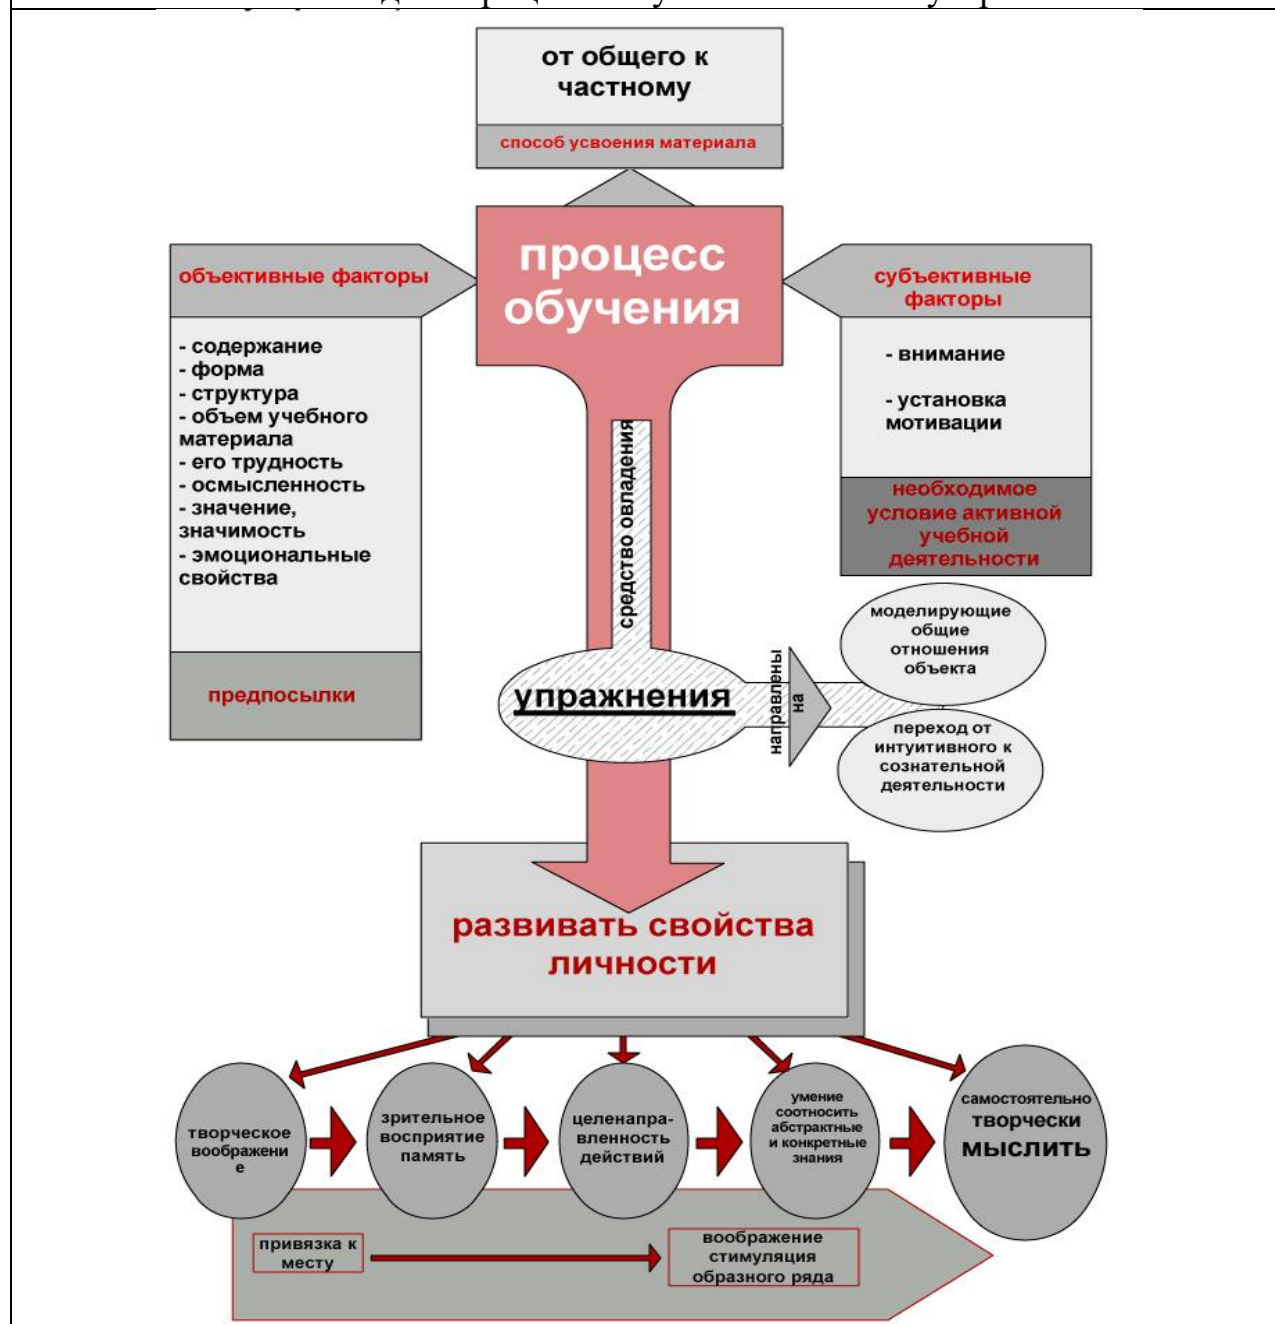 от общего к
частному
способ усвоения материала
процесс
обучения
объективные факторы
- содержание
- форма
- структура
- объем учебного
материала
- его трудность
- осмысленность
- значение,
значимость
- эмоциональные
свойства
предпосылки
субъективные
факторы
- внимание
- установка
мотивации
необходимое
условие активной
учебной
деятельности
средство овладения
упражнения
направлены
на
моделирующие
общие
отношения
объекта
переход от
интуитивного к
сознательной
деятельности
развивать свойства
личности
творческое
воображени
е
зрительное
восприятие
память
целенапра-
вленность
действий
умение
соотносить
абстрактные
и конкретные
знания
самостоятельно
творчески
мыслить
привязка к
месту
воображение
стимуляция
образного ряда